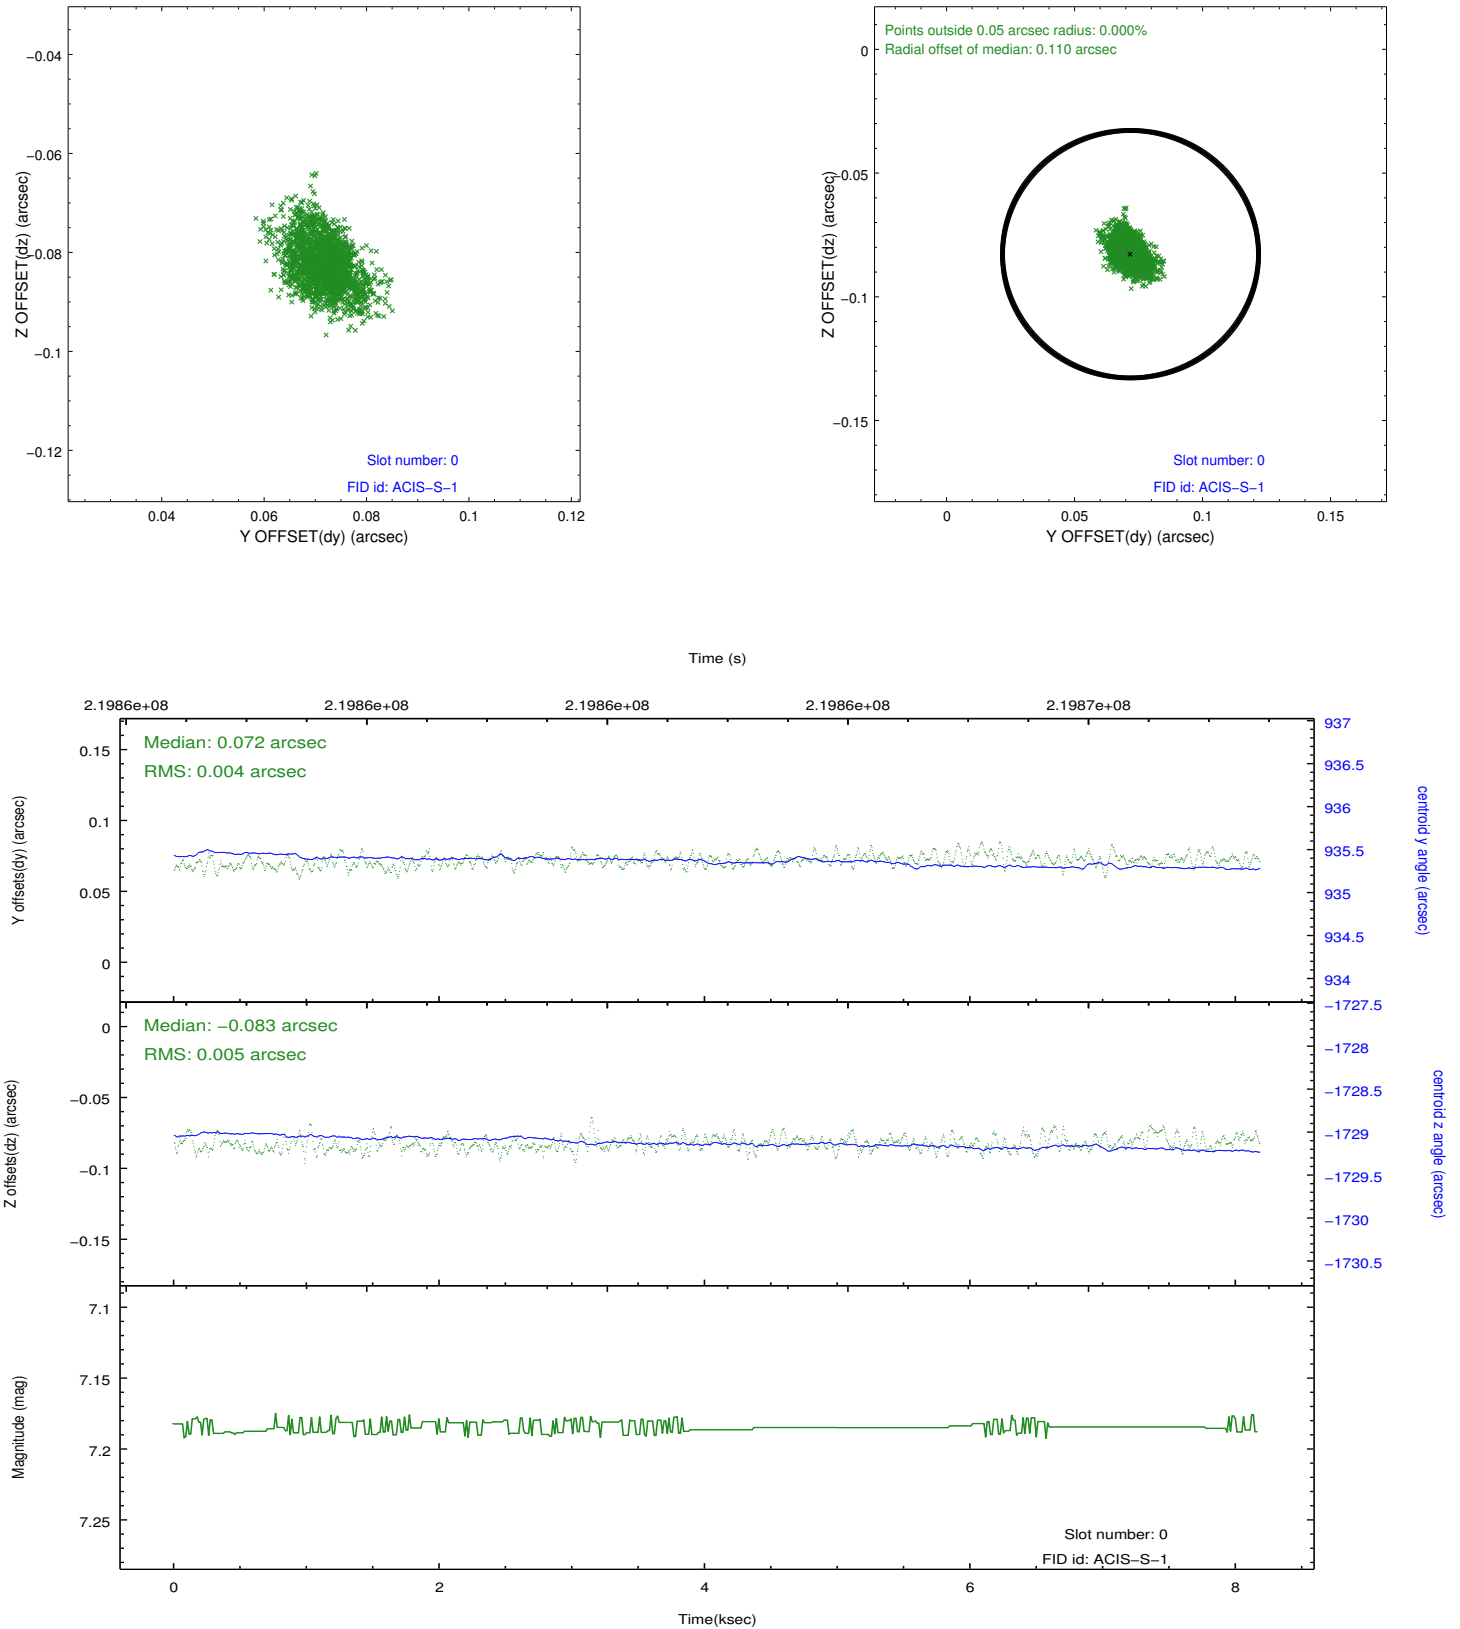 −0.04
−0.06
−0.08
−0.1
−0.12
Z OFFSET(dz) (arcsec)
Slot number: 0
FID id: ACIS−S−1
0.04 0.06 0.08 0.1 0.12
Y OFFSET(dy) (arcsec)
Points outside 0.05 arcsec radius: 0.000%
Radial offset of median: 0.110 arcsec
0
−0.05
−0.1
−0.15
Z OFFSET(dz) (arcsec)
Slot number: 0
FID id: ACIS−S−1
0 0.05 0.1 0.15
Y OFFSET(dy) (arcsec)
Time (s)
2.1986e+08 2.1986e+08 2.1986e+08 2.1986e+08 2.1987e+08
Median: 0.072 arcsec
RMS: 0.004 arcsec
0.15
0.1
0.05
0
Y offsets(dy) (arcsec)
937
936.5
936
935.5
935
934.5
934
centroid y angle (arcsec)
Median: −0.083 arcsec
RMS: 0.005 arcsec
0
−0.05
−0.1
−0.15
Z offsets(dz) (arcsec)
−1727.5
−1728
−1728.5
−1729
−1729.5
−1730
−1730.5
centroid z angle (arcsec)
7.1
7.15
7.2
7.25
Magnitude (mag)
Slot number: 0
FID id: ACIS−S−1
0 2 4 6 8
Time(ksec)